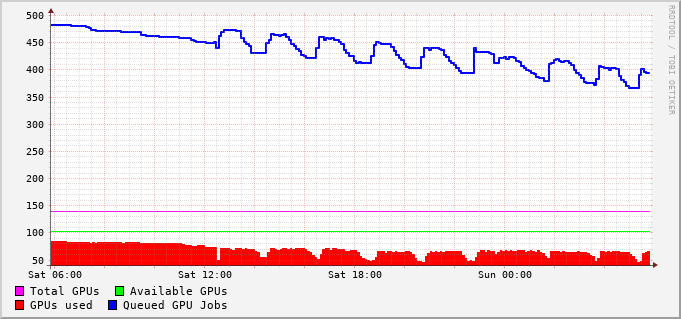 500
450
400
350
300
250
200
150
100
50
Sat 06:00 Sat 12:00 Sat 18:00 Sun 00:00
Total GPUs Available GPUs
GPUs used Queued GPU Jobs
RRDTOOL / TOBI OETIKER